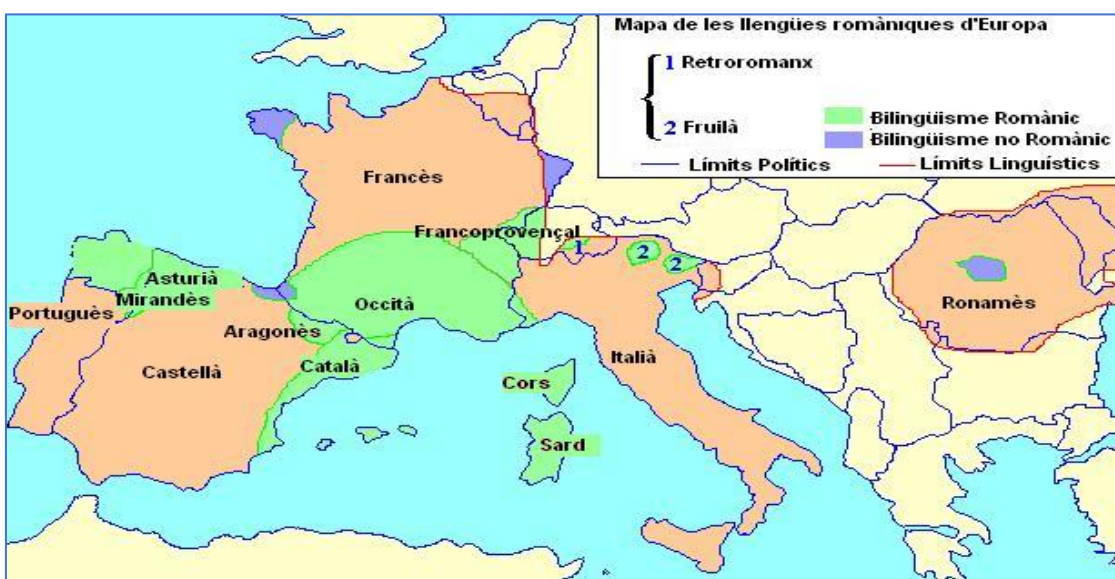 Mapa de les llengües romàniques d'Europa
1 Retroromanx
2 Fruilà
Bilingüisme Romànic
Bilingüisme no Romànic
Límits Polítics
Límits Linguístics
Francès
Francoprovençal
1
2
2
Asturià
Mirandès
Portuguès
Occità
Aragonès
Ronamès
Castellà
Català
Italià
Cors
Sard